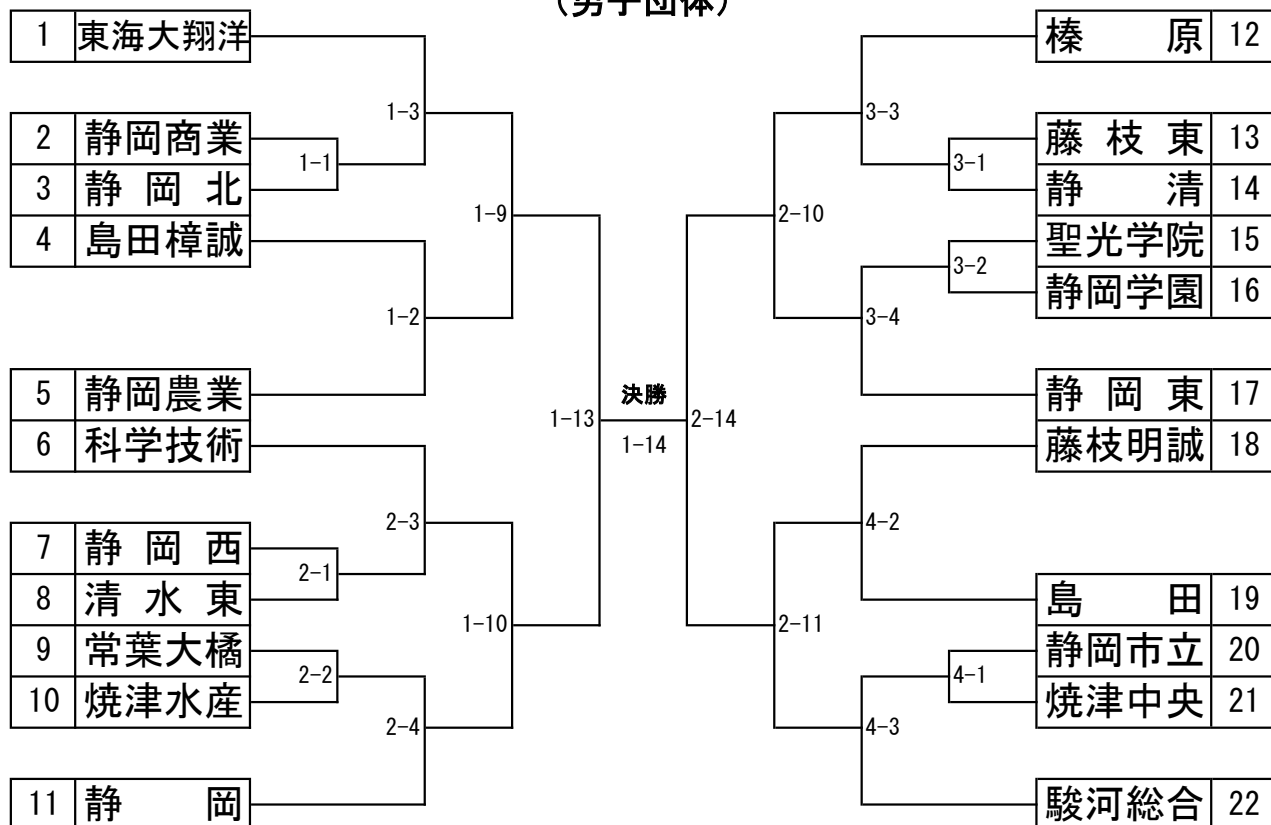 （男子団体）
1 東海大翔洋
2 静岡商業
3 静岡北
4 島田樟誠
5 静岡農業
6 科学技術
7 静岡西
8 清水東
9 常葉大橘
10 焼津水産
11 静岡
1-3
1-1
1-9
1-2
1-13
2-3
2-1
1-10
2-2
2-4
決勝
1-14
3-3
3-1
2-10
3-2
3-4
2-14
4-2
2-11
4-1
4-3
榛原 12
藤枝東 13
静清 14
聖光学院 15
静岡学園 16
静岡東 17
藤枝明誠 18
島田 19
静岡市立 20
焼津中央 21
駿河総合 22